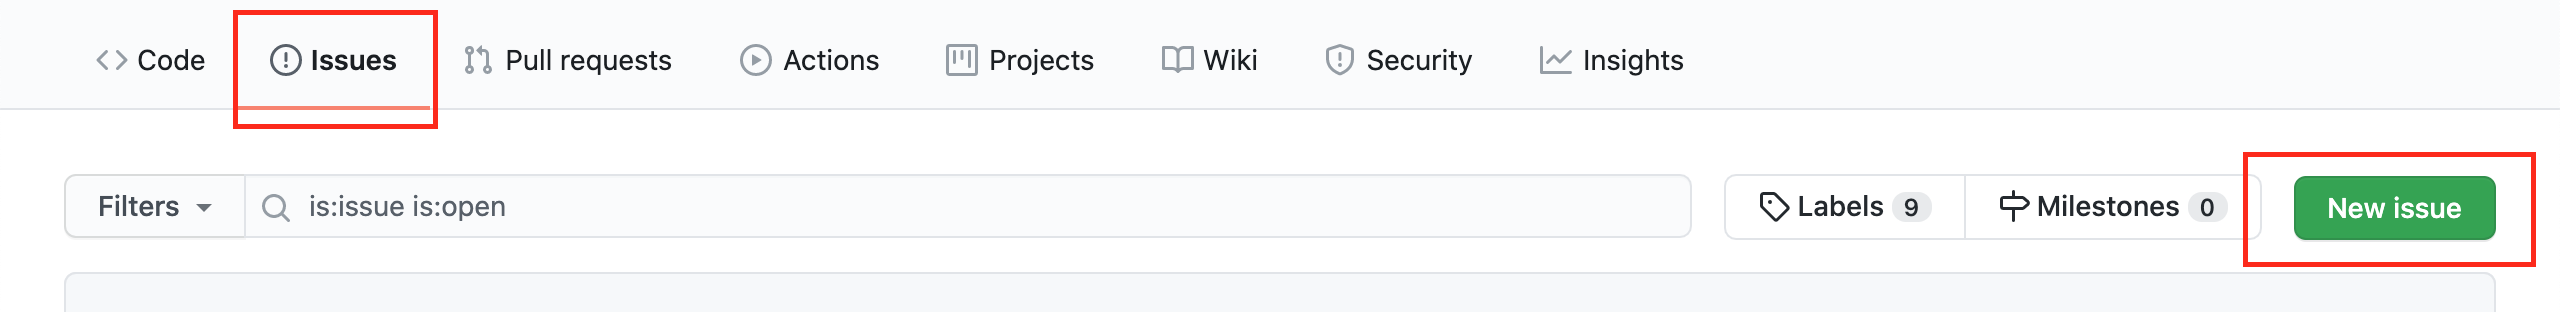 Code Issues Pull requests Actions Projects Wiki Security Insights
Filters is:issue is:open Labels 9 Milestones 0 New issue